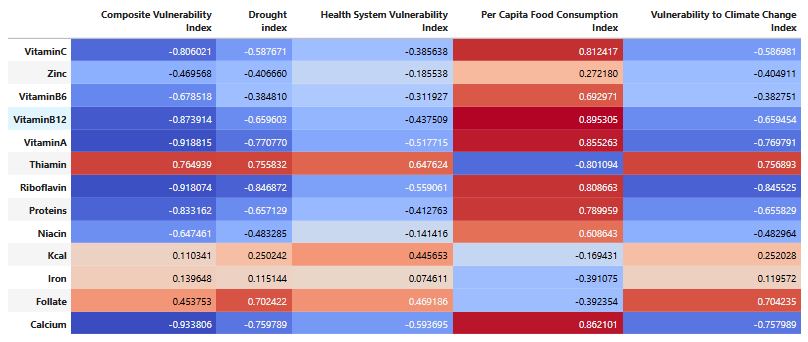 Composite Vulnerability Index Drought index Health System Vulnerability Index Per Capita Food Consumption Index Vulnerability to Climate Change Index
VitaminC -0.806021 -0.587671 -0.385638 0.812417 -0.586981
Zinc -0.469568 -0.406660 -0.185538 0.272180 -0.404911
VitaminB6 -0.678518 -0.384810 -0.311927 0.692971 -0.382751
VitaminB12 -0.873914 -0.659603 -0.437509 0.895305 -0.659454
VitaminA -0.918815 -0.770770 -0.517715 0.855263 -0.769791
Thiamin 0.764939 0.755832 0.647624 -0.801094 0.756893
Riboflavin -0.918074 -0.846872 -0.559061 0.808663 -0.845525
Proteins -0.833162 -0.657129 -0.412763 0.789959 -0.655829
Niacin -0.647461 -0.483285 -0.141416 0.608643 -0.482964
Kcal 0.110341 0.250242 0.445653 -0.169431 0.252028
Iron 0.139648 0.115144 0.074611 -0.391075 0.119572
Follate 0.453753 0.702422 0.469186 -0.392354 0.704235
Calcium -0.933806 -0.759789 -0.593695 0.862101 -0.757989